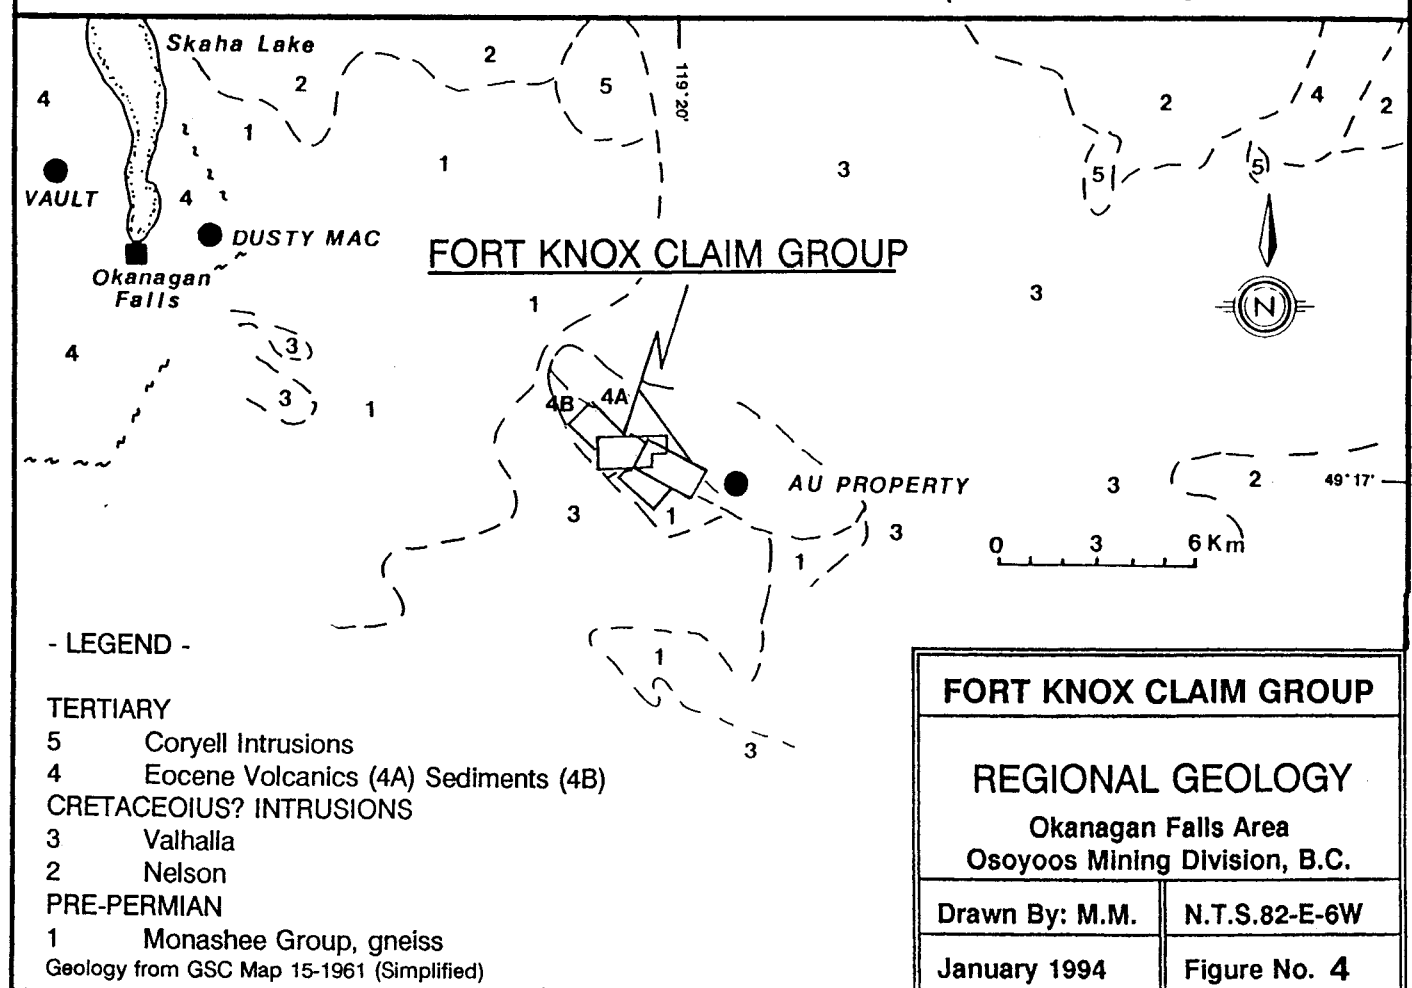 Skaha Lake
2
2
5
119°20'
4
2
4
2
1
1
3
5
5
VAULT
4
DUSTY MAC
FORT KNOX CLAIM GROUP
Okanagan
Falls
1
3
N
4
3
3
1
4B
4A
AU PROPERTY
3
2
49°17'
3
1
3
1
0 3 6 Km
1
3
- LEGEND -
TERTIARY
5 Coryell Intrusions
4 Eocene Volcanics (4A) Sediments (4B)
CRETACEOIUS? INTRUSIONS
3 Valhalla
2 Nelson
PRE-PERMIAN
1 Monashee Group, gneiss
Geology from GSC Map 15-1961 (Simplified)
FORT KNOX CLAIM GROUP
REGIONAL GEOLOGY
Okanagan Falls Area
Osoyoos Mining Division, B.C.
Drawn By: M.M.
N.T.S.82-E-6W
January 1994
Figure No. 4